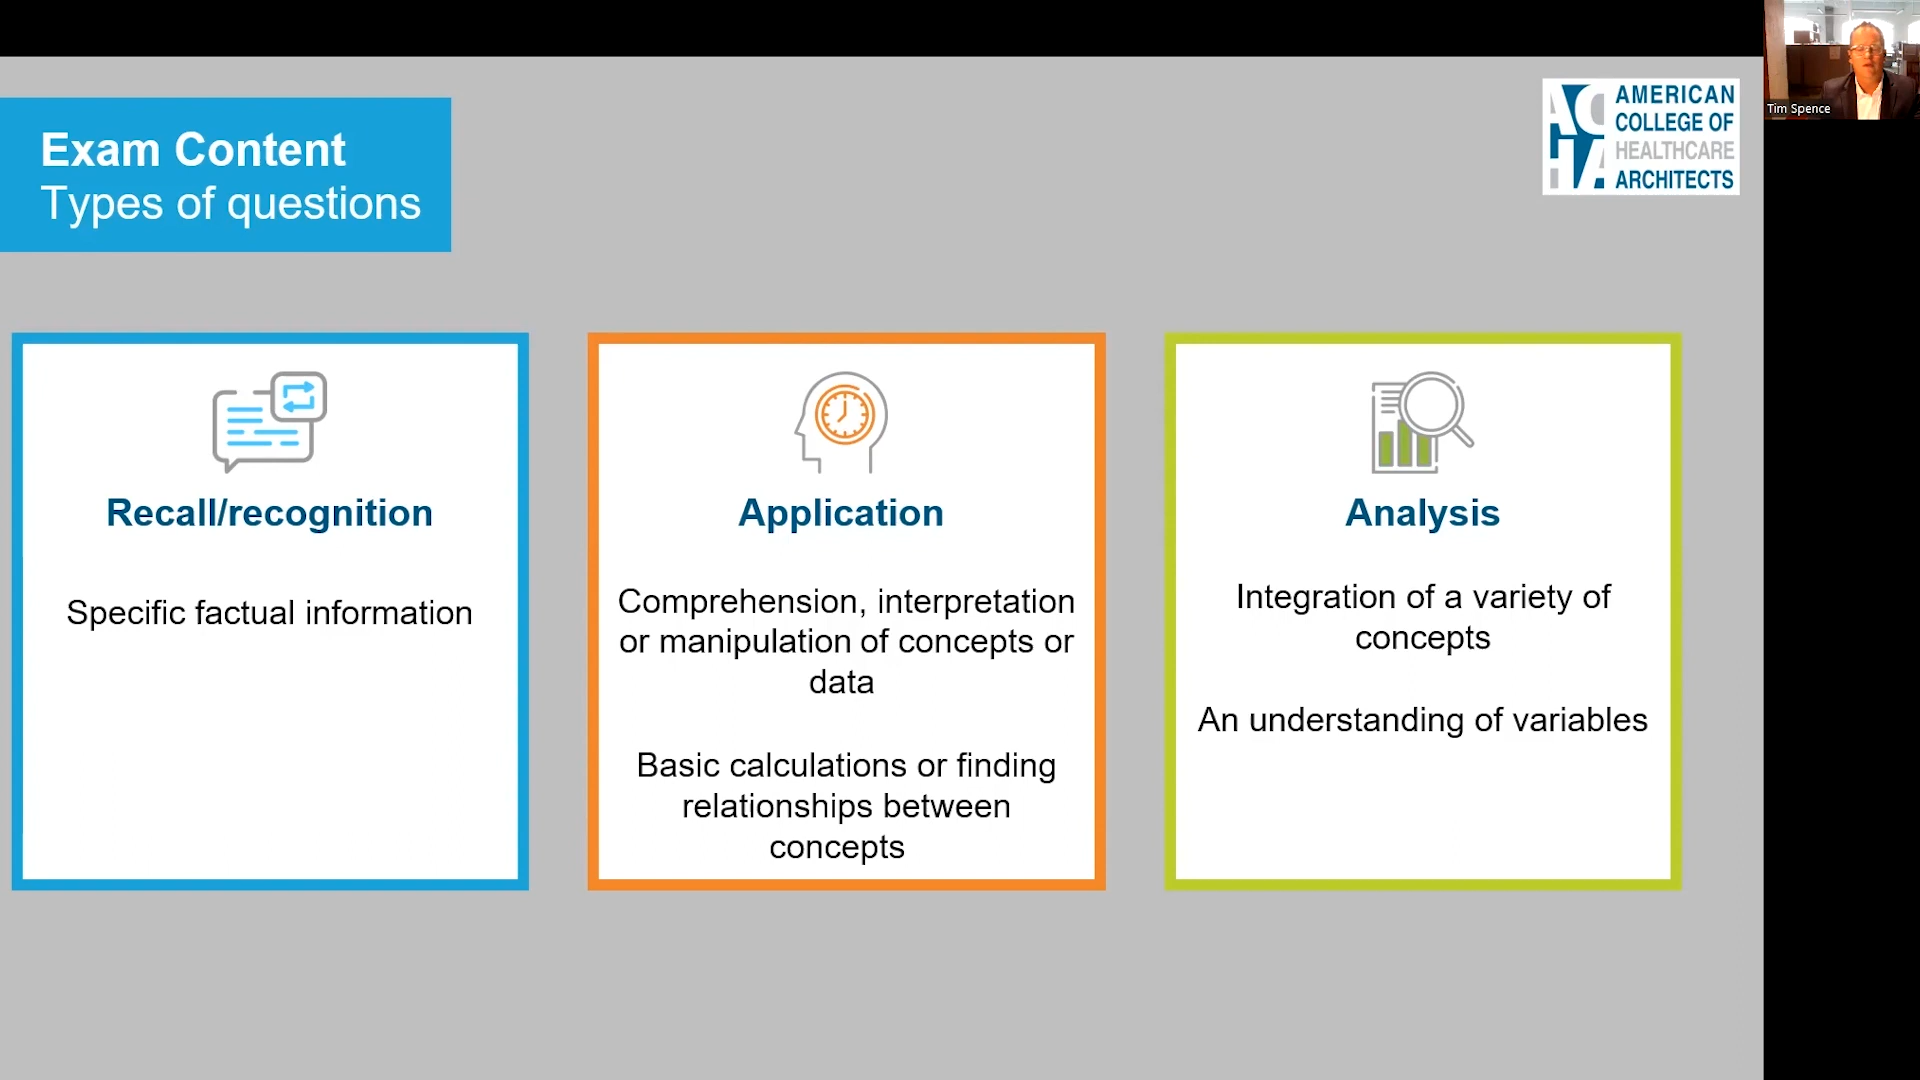 Exam Content
Types of questions
AMERICAN
COLLEGE OF
HEALTHCARE
ARCHITECTS
ACHA
Tim Spence
Recall/recognition
Specific factual information
Application
Comprehension, interpretation
or manipulation of concepts or
data
Basic calculations or finding
relationships between
concepts
Analysis
Integration of a variety of
concepts
An understanding of variables